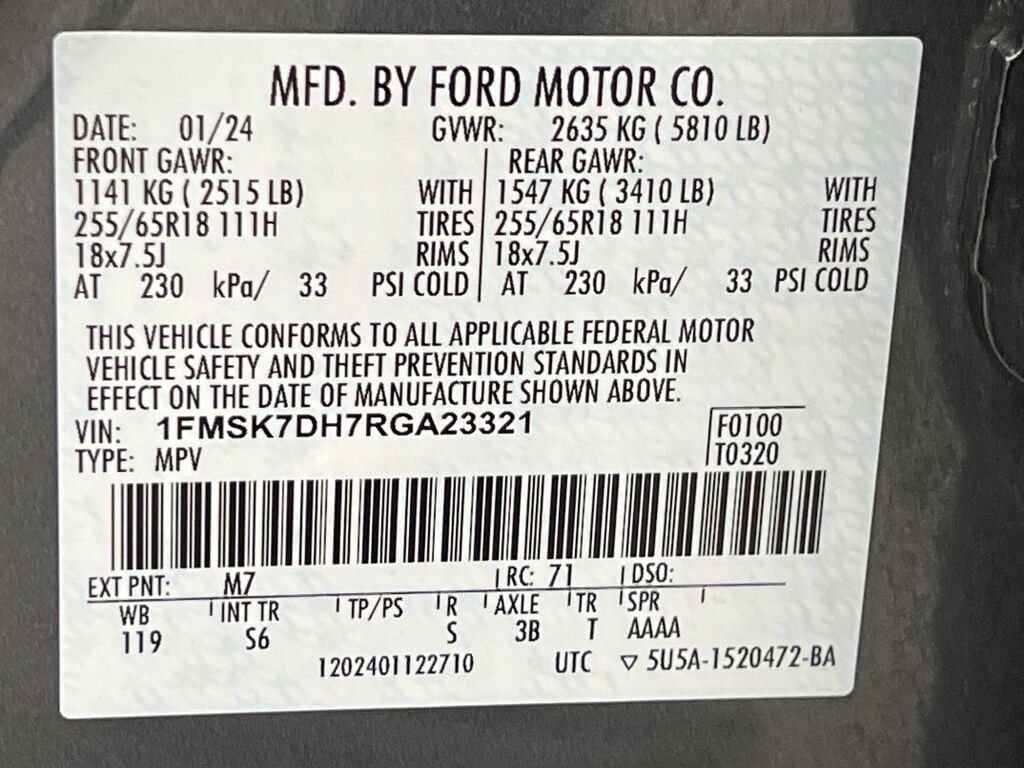 MFD. BY FORD MOTOR CO.
DATE: 01/24 GVWR: 2635 KG ( 5810 LB)
FRONT GAWR: REAR GAWR:
1141 KG ( 2515 LB) WITH 1547 KG ( 3410 LB) WITH
255/65R18 111H TIRES 255/65R18 111H TIRES
18x7.5J RIMS 18x7.5J RIMS
AT 230 kPa/ 33 PSI COLD AT 230 kPa/ 33 PSI COLD
THIS VEHICLE CONFORMS TO ALL APPLICABLE FEDERAL MOTOR
VEHICLE SAFETY AND THEFT PREVENTION STANDARDS IN
EFFECT ON THE DATE OF MANUFACTURE SHOWN ABOVE.
VIN: 1FMSK7DH7RGA23321 F0100
TYPE: MPV T0320
EXT PNT: M7 RC: 71 DSO:
WB INT TR TP/PS R AXLE TR SPR
119 S6 S 3B T AAAA
1202401122710 UTC ▽ 5U5A-1520472-BA